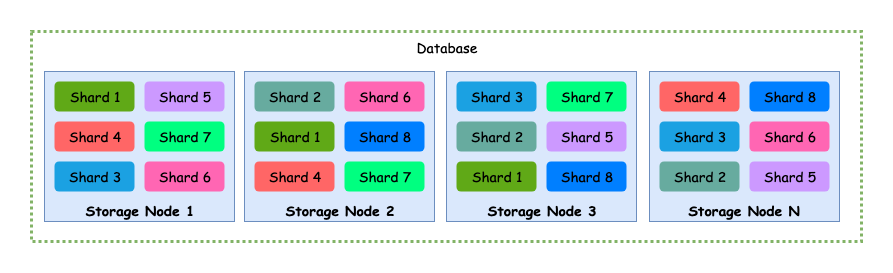 Database
Shard 1 Shard 5
Shard 4 Shard 7
Shard 3 Shard 6
Storage Node 1
Shard 2 Shard 6
Shard 1 Shard 8
Shard 4 Shard 7
Storage Node 2
Shard 3 Shard 7
Shard 2 Shard 5
Shard 1 Shard 8
Storage Node 3
Shard 4 Shard 8
Shard 3 Shard 6
Shard 2 Shard 5
Storage Node N